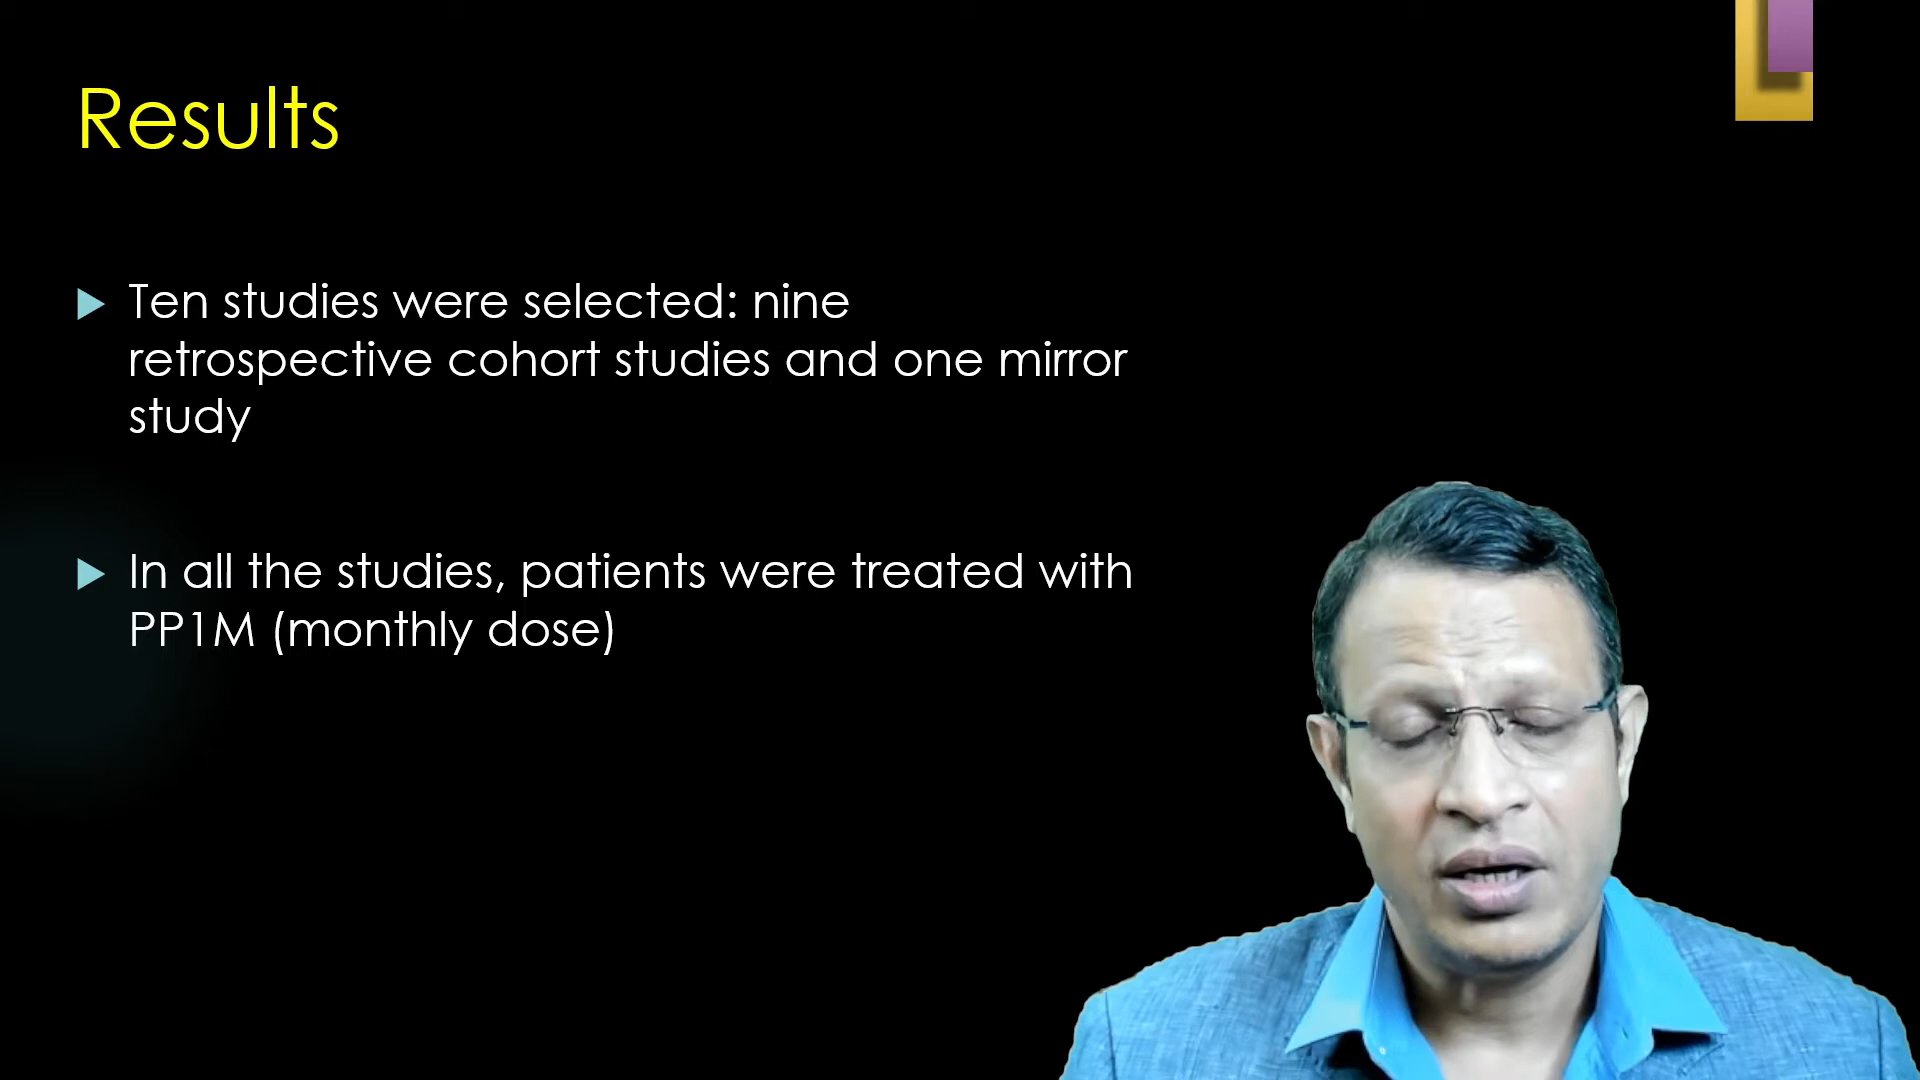 Results
Ten studies were selected: nine
retrospective cohort studies and one mirror
study
In all the studies, patients were treated with
PP1M (monthly dose)